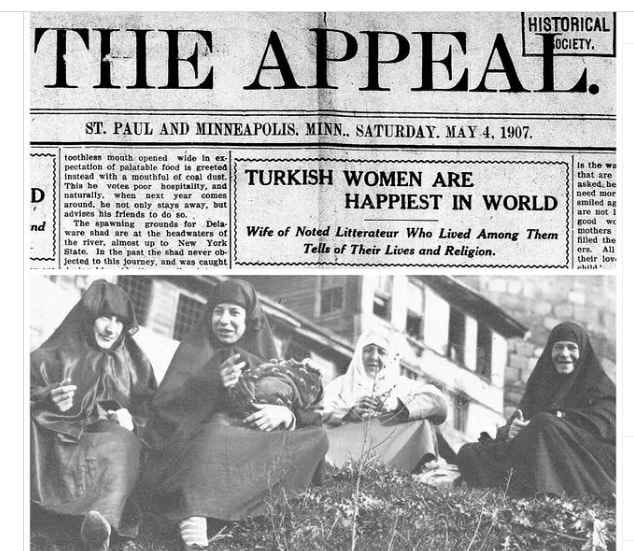 HISTORICAL
SOCIETY.
THE APPEAL.
ST. PAUL AND MINNEAPOLIS, MINN., SATURDAY, MAY 4, 1907.
D
nd
toothless mouth opened wide in ex-
pectation of palatable food is greeted
instead with a mouthful of coal dust.
This he votes poor hospitality, and
naturally, when next year comes
around, he not only stays away, but
advises his friends to do so.
The spawning grounds for Dela-
ware shad are at the headwaters of
the river, almost up to New York
State. In the past the shad never ob-
jected to this journey, and was caught
TURKISH WOMEN ARE
HAPPIEST IN WORLD
Wife of Noted Litterateur Who Lived Among Them
Tells of Their Lives and Religion.
is the wa
that are
asked, he
need mor
smiled ag
are not i
good wo
mothers
filled the
ors. All
their lov
child